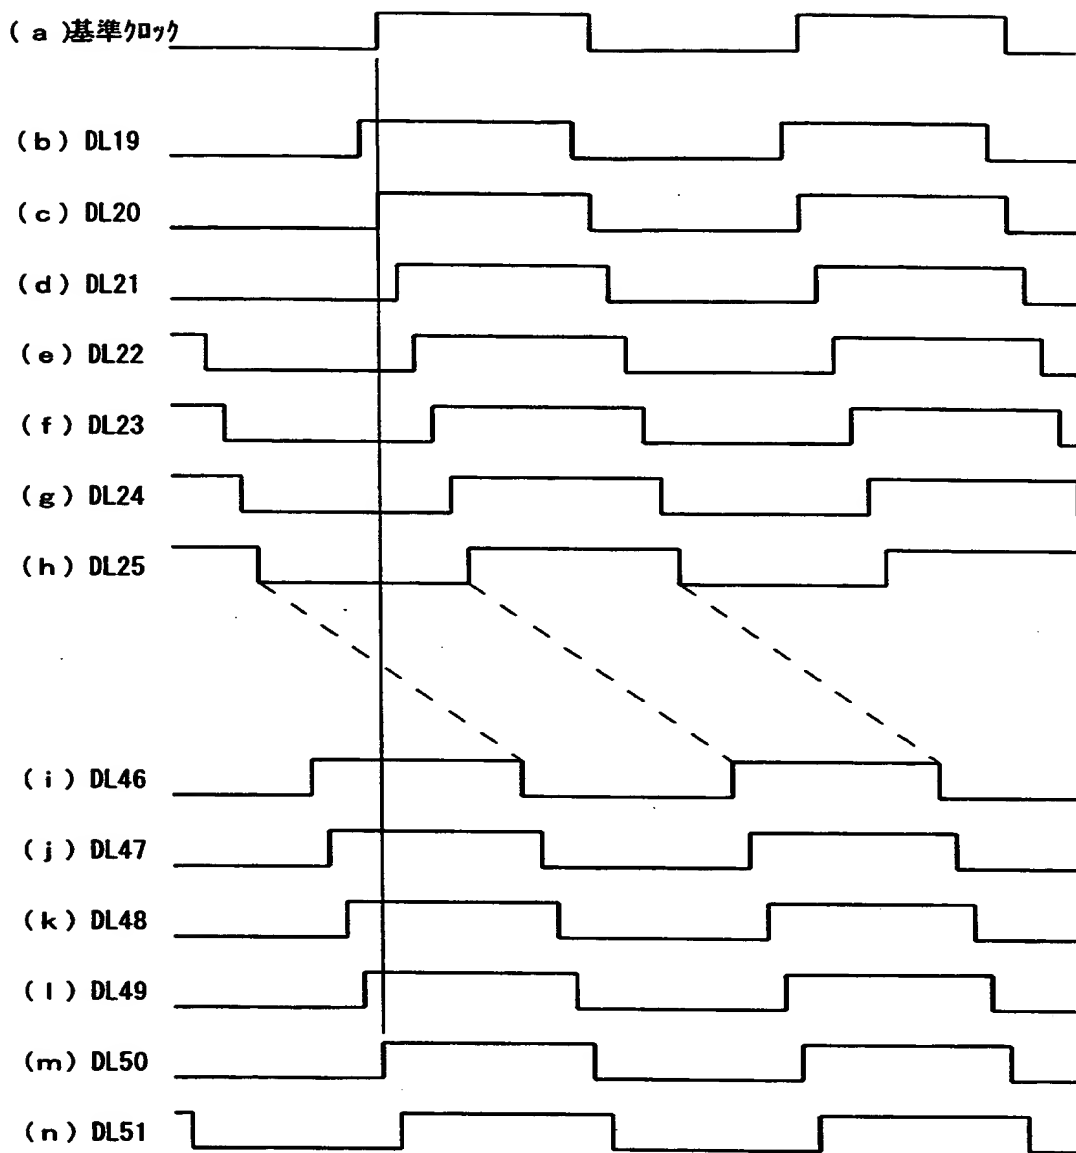 (a)基準ｸﾛｯｸ
(b) DL19
(c) DL20
(d) DL21
(e) DL22
(f) DL23
(g) DL24
(h) DL25
(i) DL46
(j) DL47
(k) DL48
(l) DL49
(m) DL50
(n) DL51